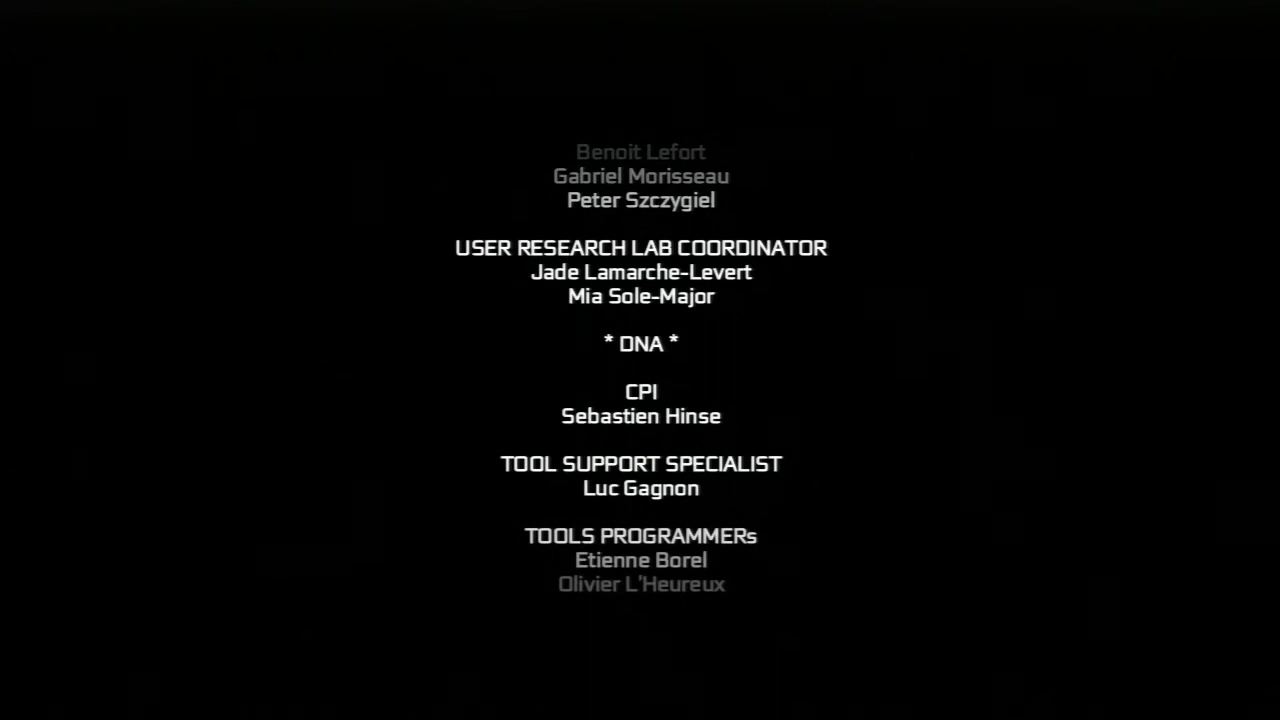 Benoit Lefort
Gabriel Morisseau
Peter Szczygiel
USER RESEARCH LAB COORDINATOR
Jade Lamarche-Levert
Mia Sole-Major
* DNA *
CPI
Sebastien Hinse
TOOL SUPPORT SPECIALIST
Luc Gagnon
TOOLS PROGRAMMERs
Etienne Borel
Olivier L'Heureux